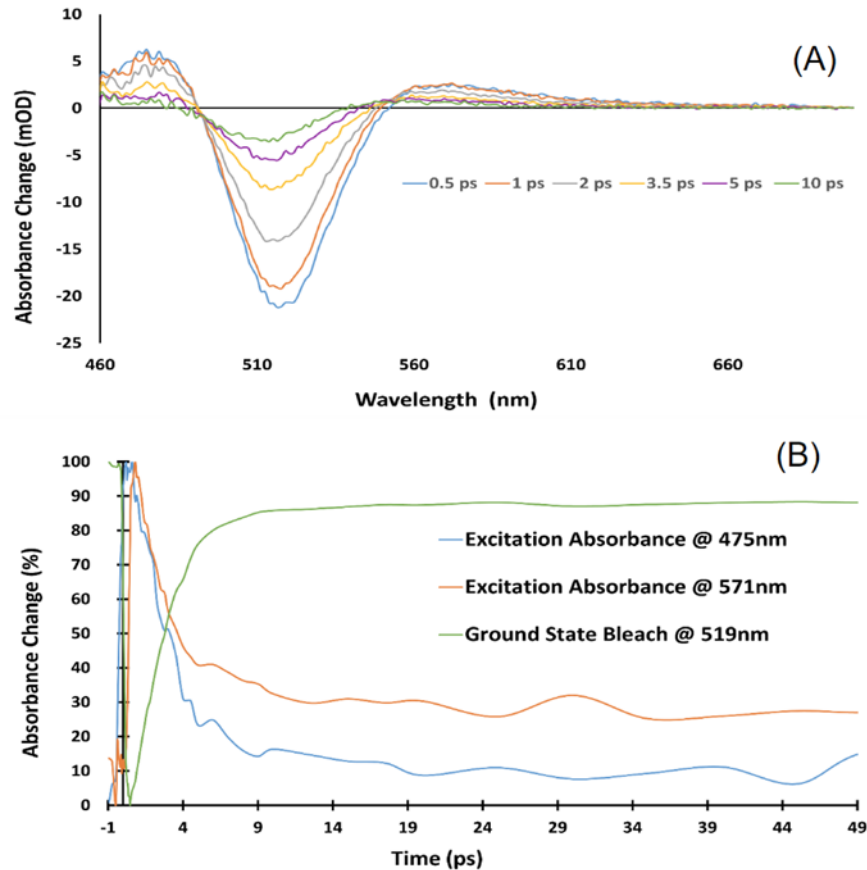 10
5
0
-5
-10
-15
-20
-25
Absorbance Change (mOD)
(A)
0.5 ps 1 ps 2 ps 3.5 ps 5 ps 10 ps
460 510 560 610 660
Wavelength (nm)
100
90
80
70
60
50
40
30
20
10
0
Absorbance Change (%)
(B)
Excitation Absorbance @ 475nm
Excitation Absorbance @ 571nm
Ground State Bleach @ 519nm
-1 4 9 14 19 24 29 34 39 44 49
Time (ps)